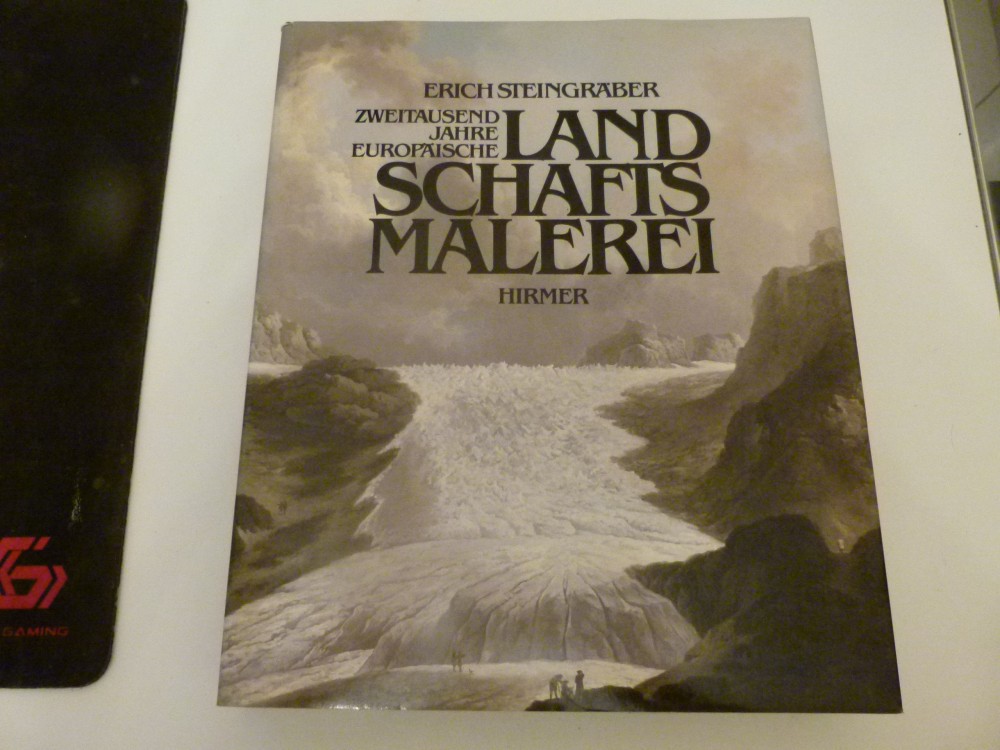 ERICH STEINGRÄBER
ZWEITAUSEND
JAHRE
EUROPÄISCHE
LAND
SCHAFTS
MALEREI
HIRMER
GAMING